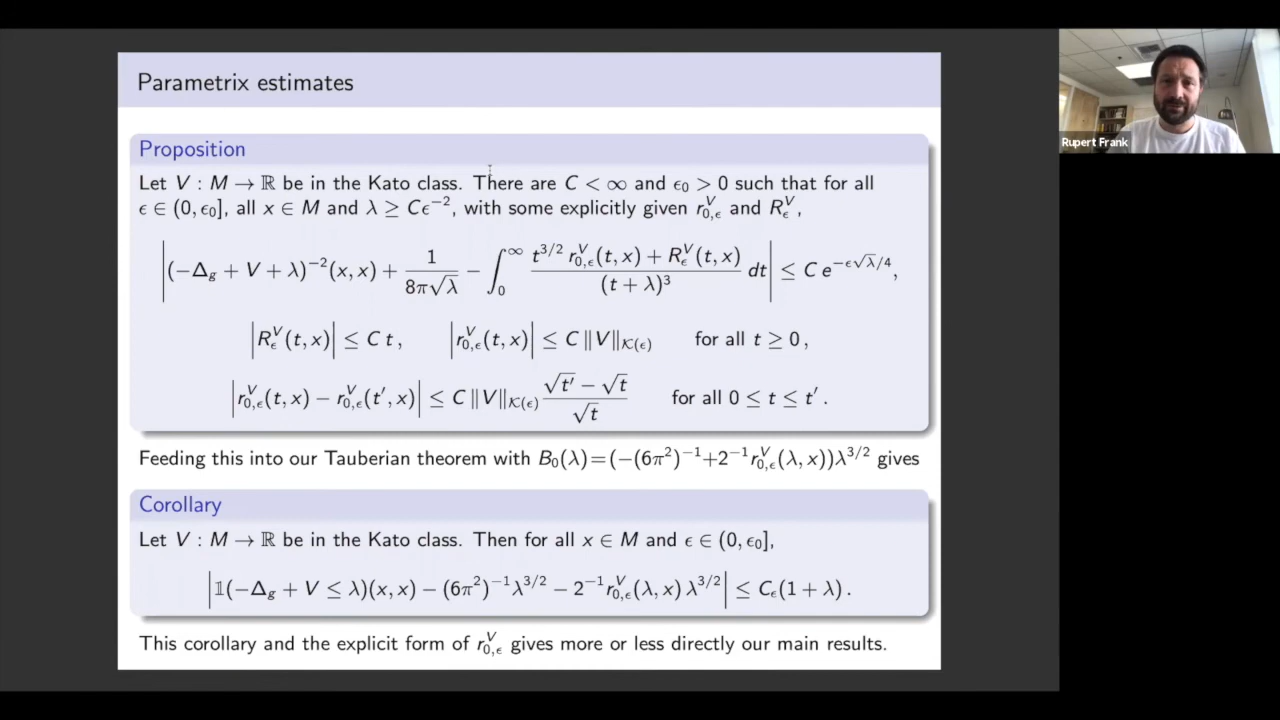 Parametrix estimates
Proposition
Let V : M → ℝ be in the Kato class. There are C < ∞ and ϵ₀ > 0 such that for all
ϵ ∈ (0, ϵ₀], all x ∈ M and λ ≥ Cϵ⁻², with some explicitly given r^V_{0,ϵ} and R^V_ϵ,
|(−Δ_g + V + λ)⁻²(x, x) + 1/(8π√λ) − ∫_0^∞ (t^{3/2} r^V_{0,ϵ}(t, x) + R^V_ϵ(t, x))/(t + λ)³ dt| ≤ C e^{−ϵ√λ/4},
|R^V_ϵ(t, x)| ≤ C t, |r^V_{0,ϵ}(t, x)| ≤ C ‖V‖_{𝒦(ϵ)} for all t ≥ 0,
|r^V_{0,ϵ}(t, x) − r^V_{0,ϵ}(t′, x)| ≤ C ‖V‖_{𝒦(ϵ)} (√t′ − √t)/√t for all 0 ≤ t ≤ t′.
Feeding this into our Tauberian theorem with B₀(λ)=(−(6π²)⁻¹+2⁻¹r^V_{0,ϵ}(λ, x))λ^{3/2} gives
Corollary
Let V : M → ℝ be in the Kato class. Then for all x ∈ M and ϵ ∈ (0, ϵ₀],
|𝟙(−Δ_g + V ≤ λ)(x, x) − (6π²)⁻¹λ^{3/2} − 2⁻¹r^V_{0,ϵ}(λ, x) λ^{3/2}| ≤ C_ϵ(1 + λ).
This corollary and the explicit form of r^V_{0,ϵ} gives more or less directly our main results.
Rupert Frank